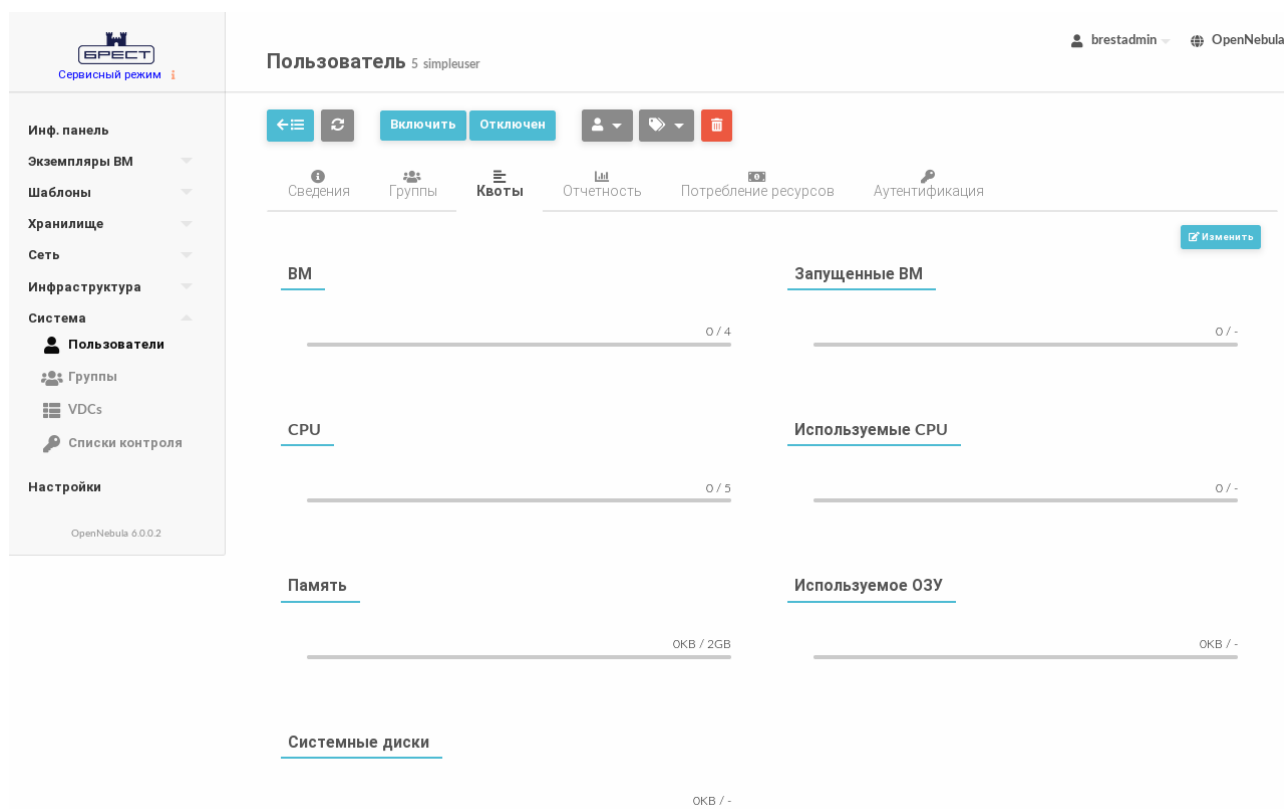 БРЕСТ
Сервисный режим i
Пользователь 5 simpleuser
brestadmin
OpenNebula
Инф. панель
Экземпляры ВМ
Шаблоны
Хранилище
Сеть
Инфраструктура
Система
Пользователи
Группы
VDCs
Списки контроля
Настройки
OpenNebula 6.0.0.2
Включить Отключен
Сведения Группы Квоты Отчетность Потребление ресурсов Аутентификация
Изменить
ВМ Запущенные ВМ
0 / 4 0 / -
CPU Используемые CPU
0 / 5 0 / -
Память Используемое ОЗУ
0KB / 2GB 0KB / -
Системные диски
0KB / -